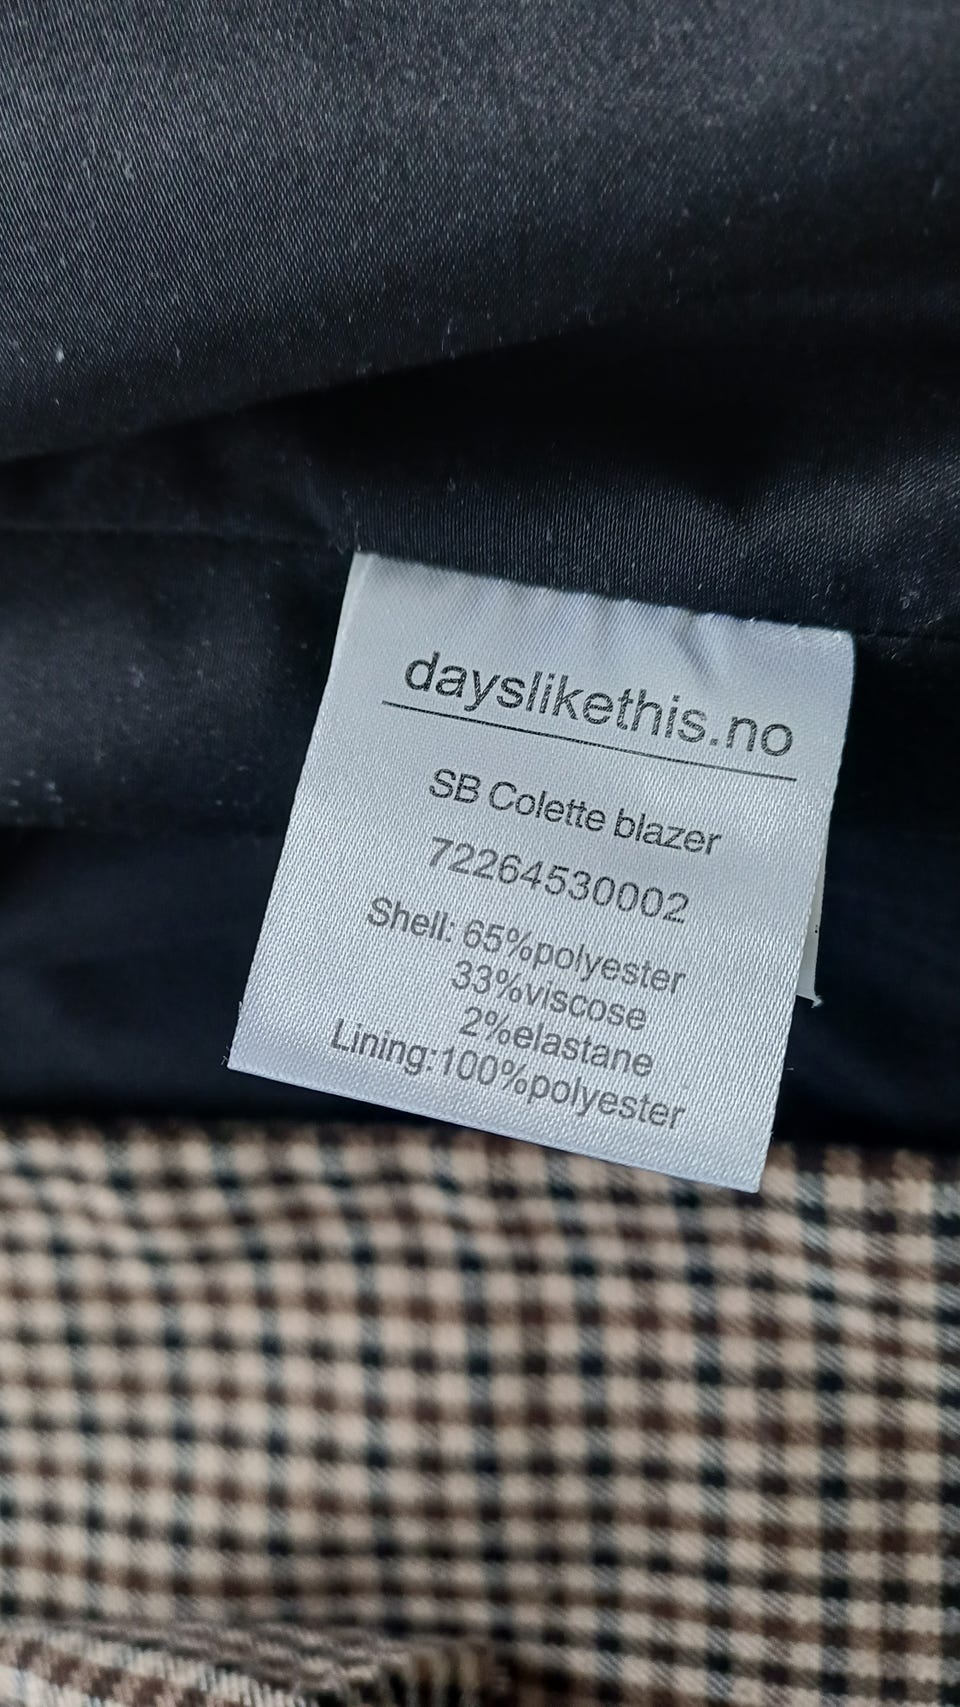 dayslikethis.no
SB Colette blazer
72264530002
Shell: 65%polyester
33%viscose
2%elastane
Lining:100%polyester